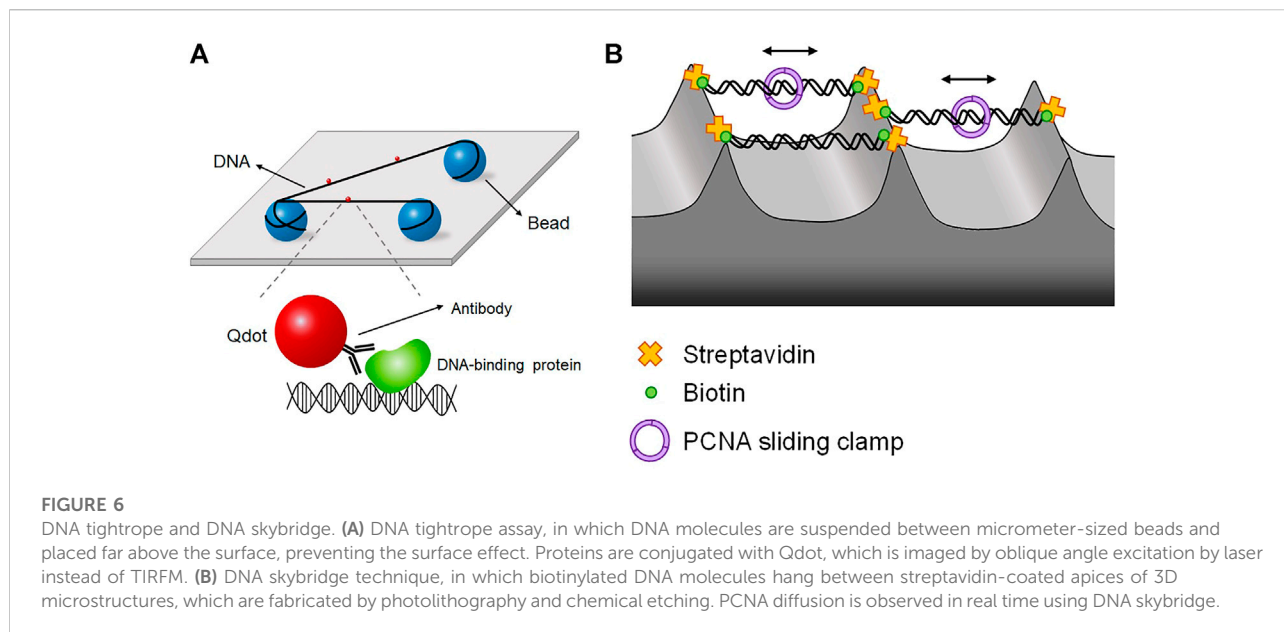 A
B
DNA
Bead
Antibody
Qdot
DNA-binding protein
Streptavidin
Biotin
PCNA sliding clamp
FIGURE 6
DNA tightrope and DNA skybridge. (A) DNA tightrope assay, in which DNA molecules are suspended between micrometer-sized beads and
placed far above the surface, preventing the surface effect. Proteins are conjugated with Qdot, which is imaged by oblique angle excitation by laser
instead of TIRFM. (B) DNA skybridge technique, in which biotinylated DNA molecules hang between streptavidin-coated apices of 3D
microstructures, which are fabricated by photolithography and chemical etching. PCNA diffusion is observed in real time using DNA skybridge.